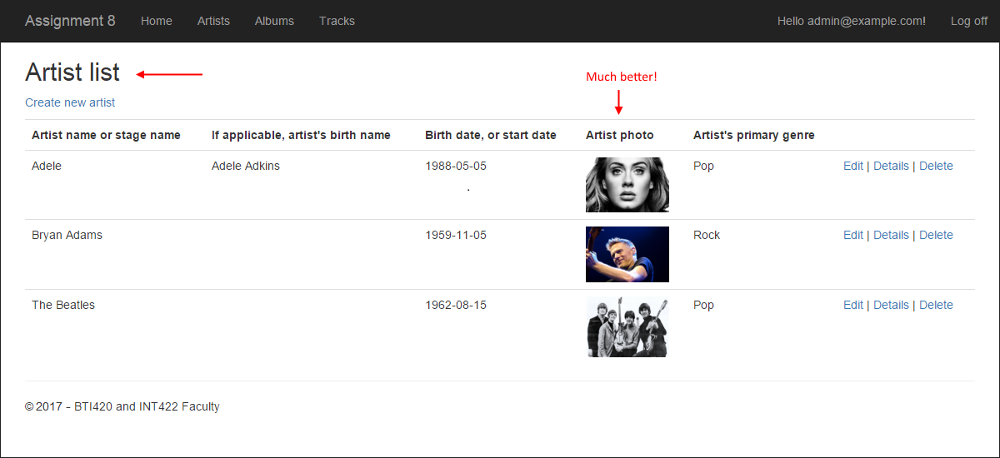 Assignment 8 Home Artists Albums Tracks Hello admin@example.com! Log off
Artist list
Much better!
Create new artist
Artist name or stage name If applicable, artist's birth name Birth date, or start date Artist photo Artist's primary genre
Adele Adele Adkins 1988-05-05 Pop Edit | Details | Delete
Bryan Adams 1959-11-05 Rock Edit | Details | Delete
The Beatles 1962-08-15 Pop Edit | Details | Delete
© 2017 - BTI420 and INT422 Faculty